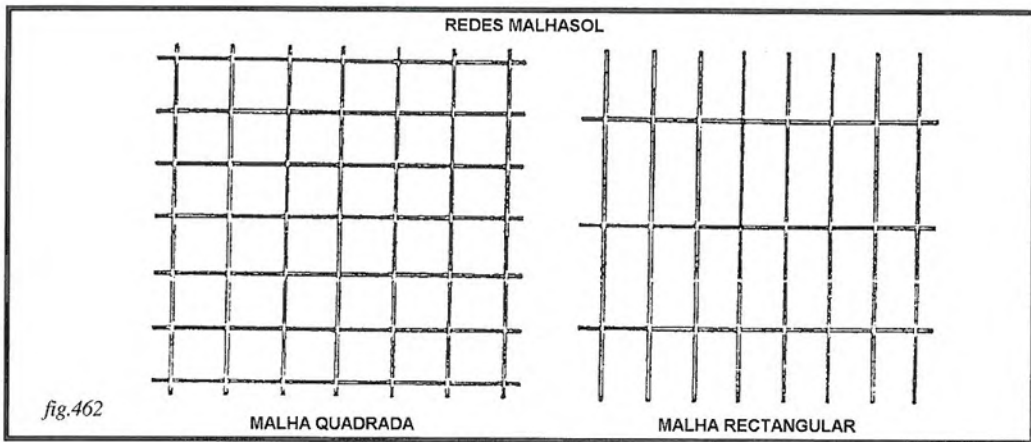 REDES MALHASOL
fig.462
MALHA QUADRADA
MALHA RECTANGULAR